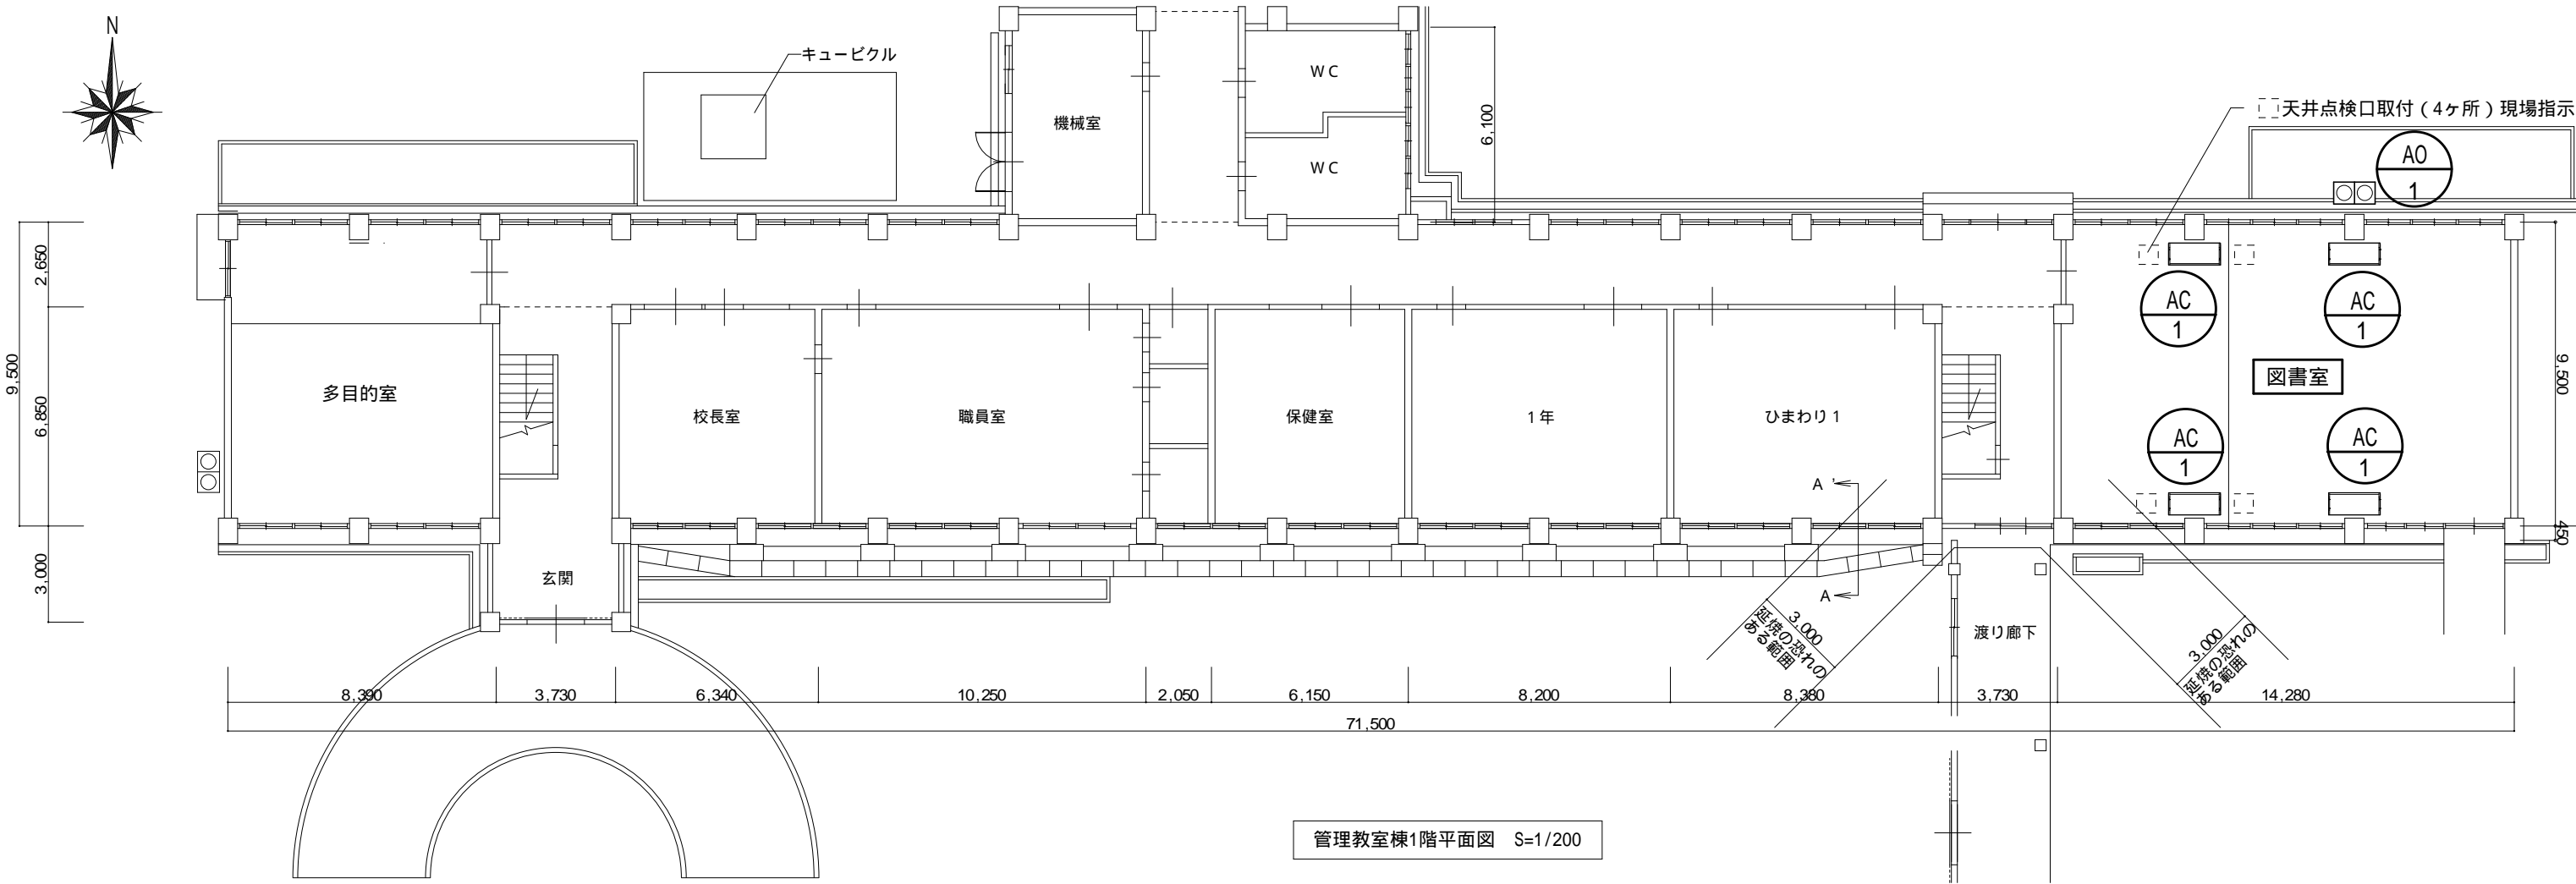 N
キュービクル
機械室
WC
WC
6,100
天井点検口取付(4ヶ所)現場指示
AO
1
2,650
6,850
9,500
3,000
AC
1
AC
1
AC
1
AC
1
図書室
9,500
450
多目的室
校長室
職員室
保健室
1年
ひまわり1
A '
A
玄関
渡り廊下
3,000
延焼の恐れの
ある範囲
3,000
延焼の恐れの
ある範囲
8,390
3,730
6,340
10,250
2,050
6,150
8,200
8,380
3,730
14,280
71,500
管理教室棟1階平面図 S=1/200